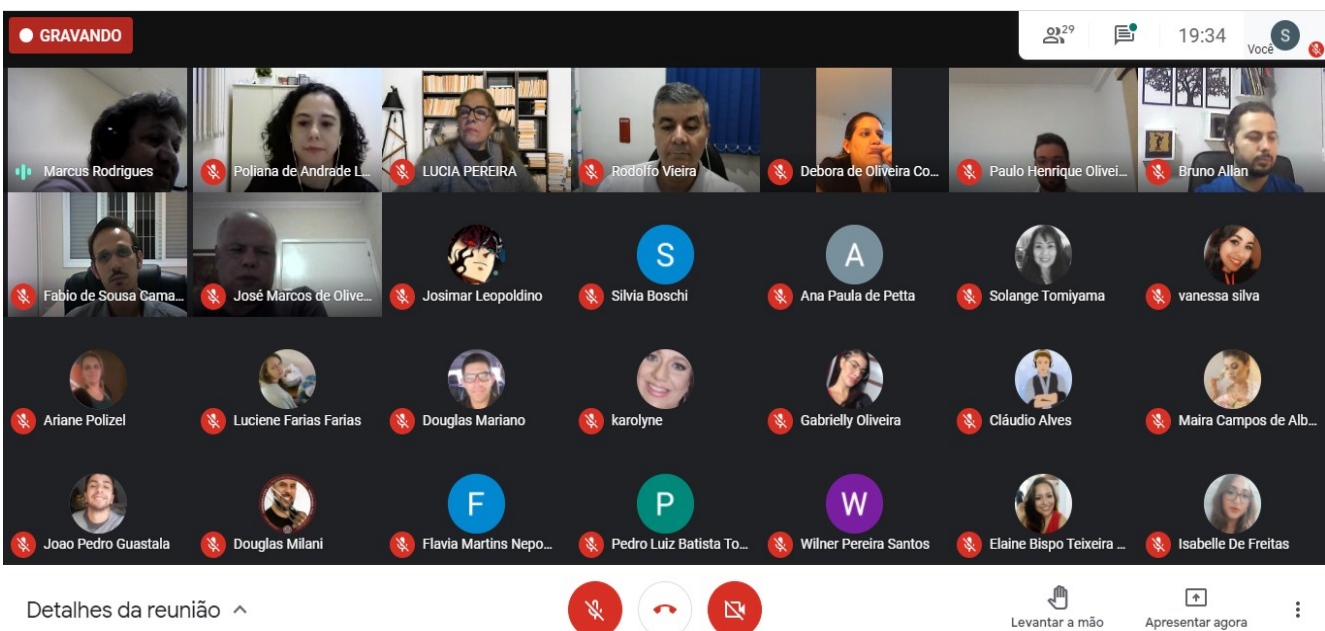 GRAVANDO
29
19:34
Você
S
Marcus Rodrigues
Poliana de Andrade L...
LUCIA PEREIRA
Rodolfo Vieira
Debora de Oliveira Co...
Paulo Henrique Olivei...
Bruno Allan
Fabio de Sousa Cama...
José Marcos de Olive...
Josimar Leopoldino
S
Silvia Boschi
A
Ana Paula de Petta
Solange Tomiyama
vanessa silva
Ariane Polizel
Luciene Farias Farias
Douglas Mariano
karolyne
Gabrielly Oliveira
Cláudio Alves
Maira Campos de Alb...
Joao Pedro Guastala
Douglas Milani
F
Flavia Martins Nepo...
P
Pedro Luiz Batista To...
W
Wilner Pereira Santos
Elaine Bispo Teixeira ...
Isabelle De Freitas
Detalhes da reunião
Levantar a mão
Apresentar agora